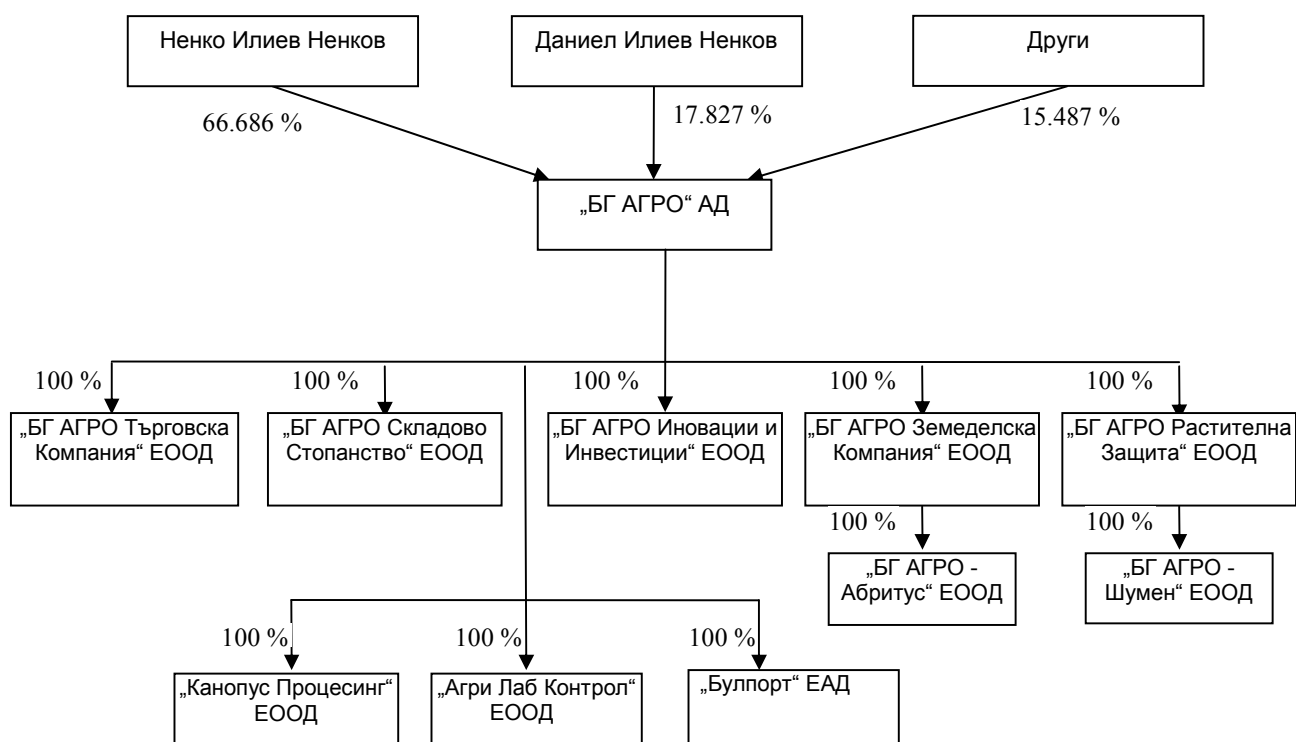 Ненко Илиев Ненков
Даниел Илиев Ненков
Други
66.686 %
17.827 %
15.487 %
„БГ АГРО“ АД
100 %
100 %
100 %
100 %
100 %
„БГ АГРО Търговска
Компания“ ЕООД
„БГ АГРО Складово
Стопанство“ ЕООД
„БГ АГРО Иновации и
Инвестиции“ ЕООД
„БГ АГРО Земеделска
Компания“ ЕООД
„БГ АГРО Растителна
Защита“ ЕООД
100 %
100 %
„БГ АГРО -
Абритус“ ЕООД
„БГ АГРО -
Шумен“ ЕООД
100 %
100 %
100 %
„Канопус Процесинг“
ЕООД
„Агри Лаб Контрол“
ЕООД
„Булпорт“ ЕАД